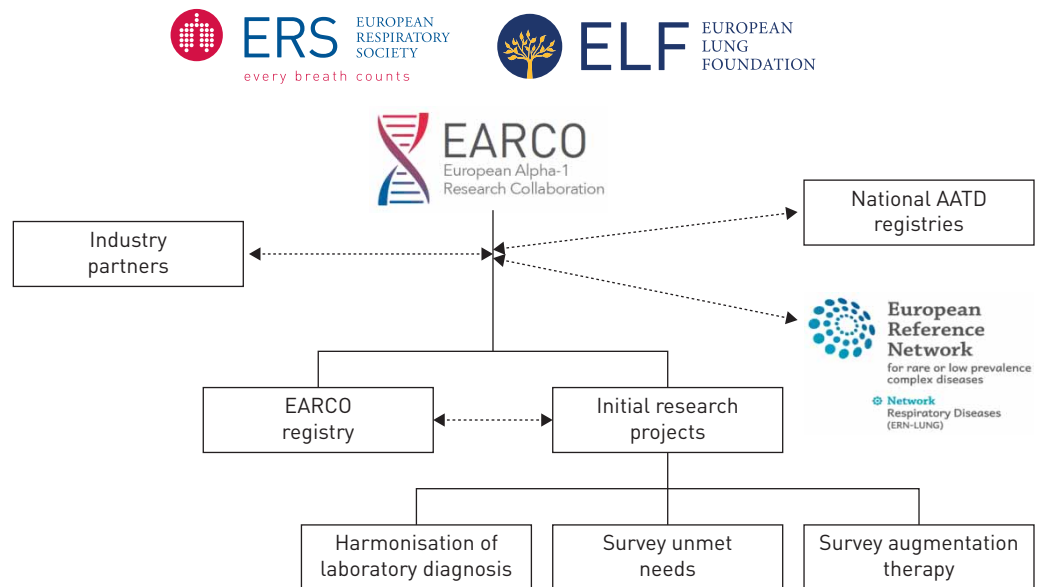 ERS
EUROPEAN
RESPIRATORY
SOCIETY
every breath counts
ELF
EUROPEAN
LUNG
FOUNDATION
EARCO
European Alpha-1
Research Collaboration
National AATD
registries
Industry
partners
European
Reference
Network
for rare or low prevalence
complex diseases
Network
Respiratory Diseases
(ERN-LUNG)
EARCO
registry
Initial research
projects
Harmonisation of
laboratory diagnosis
Survey unmet
needs
Survey augmentation
therapy